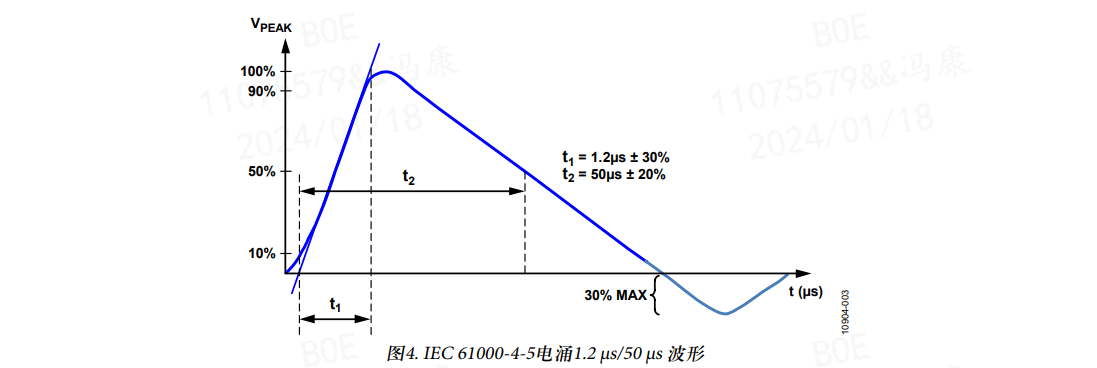 BOE
BOE
V_PEAK
100%
90%
50%
10%
11075579&&冯康
2024/01/18
11075579&&冯康
2024/01/18
t₂
t₁ = 1.2μs ± 30%
t₂ = 50μs ± 20%
30% MAX
t (μs)
t₁
10904-003
图4. IEC 61000-4-5电涌1.2 μs/50 μs 波形
BOE
BOE